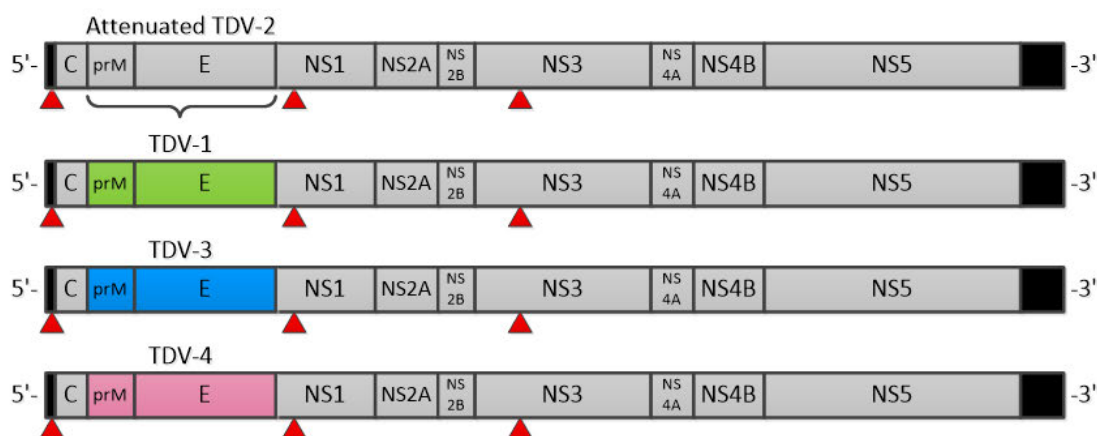 Attenuated TDV-2
5'- C prM E NS1 NS2A NS 2B NS3 NS 4A NS4B NS5 -3'
TDV-1
5'- C prM E NS1 NS2A NS 2B NS3 NS 4A NS4B NS5 -3'
TDV-3
5'- C prM E NS1 NS2A NS 2B NS3 NS 4A NS4B NS5 -3'
TDV-4
5'- C prM E NS1 NS2A NS 2B NS3 NS 4A NS4B NS5 -3'